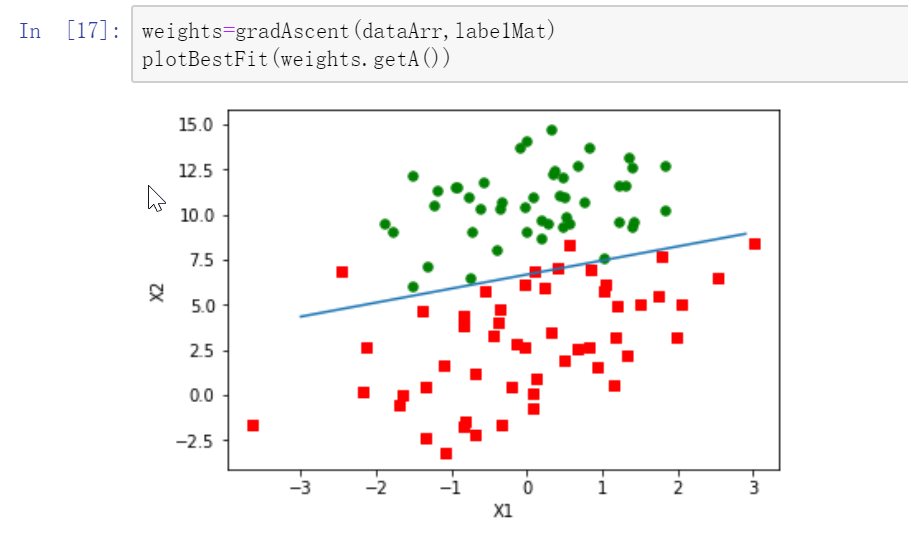 In [17]:
weights=gradAscent(dataArr,labelMat)
plotBestFit(weights.getA())
15.0
12.5
10.0
7.5
5.0
2.5
0.0
−2.5
X2
−3 −2 −1 0 1 2 3
X1